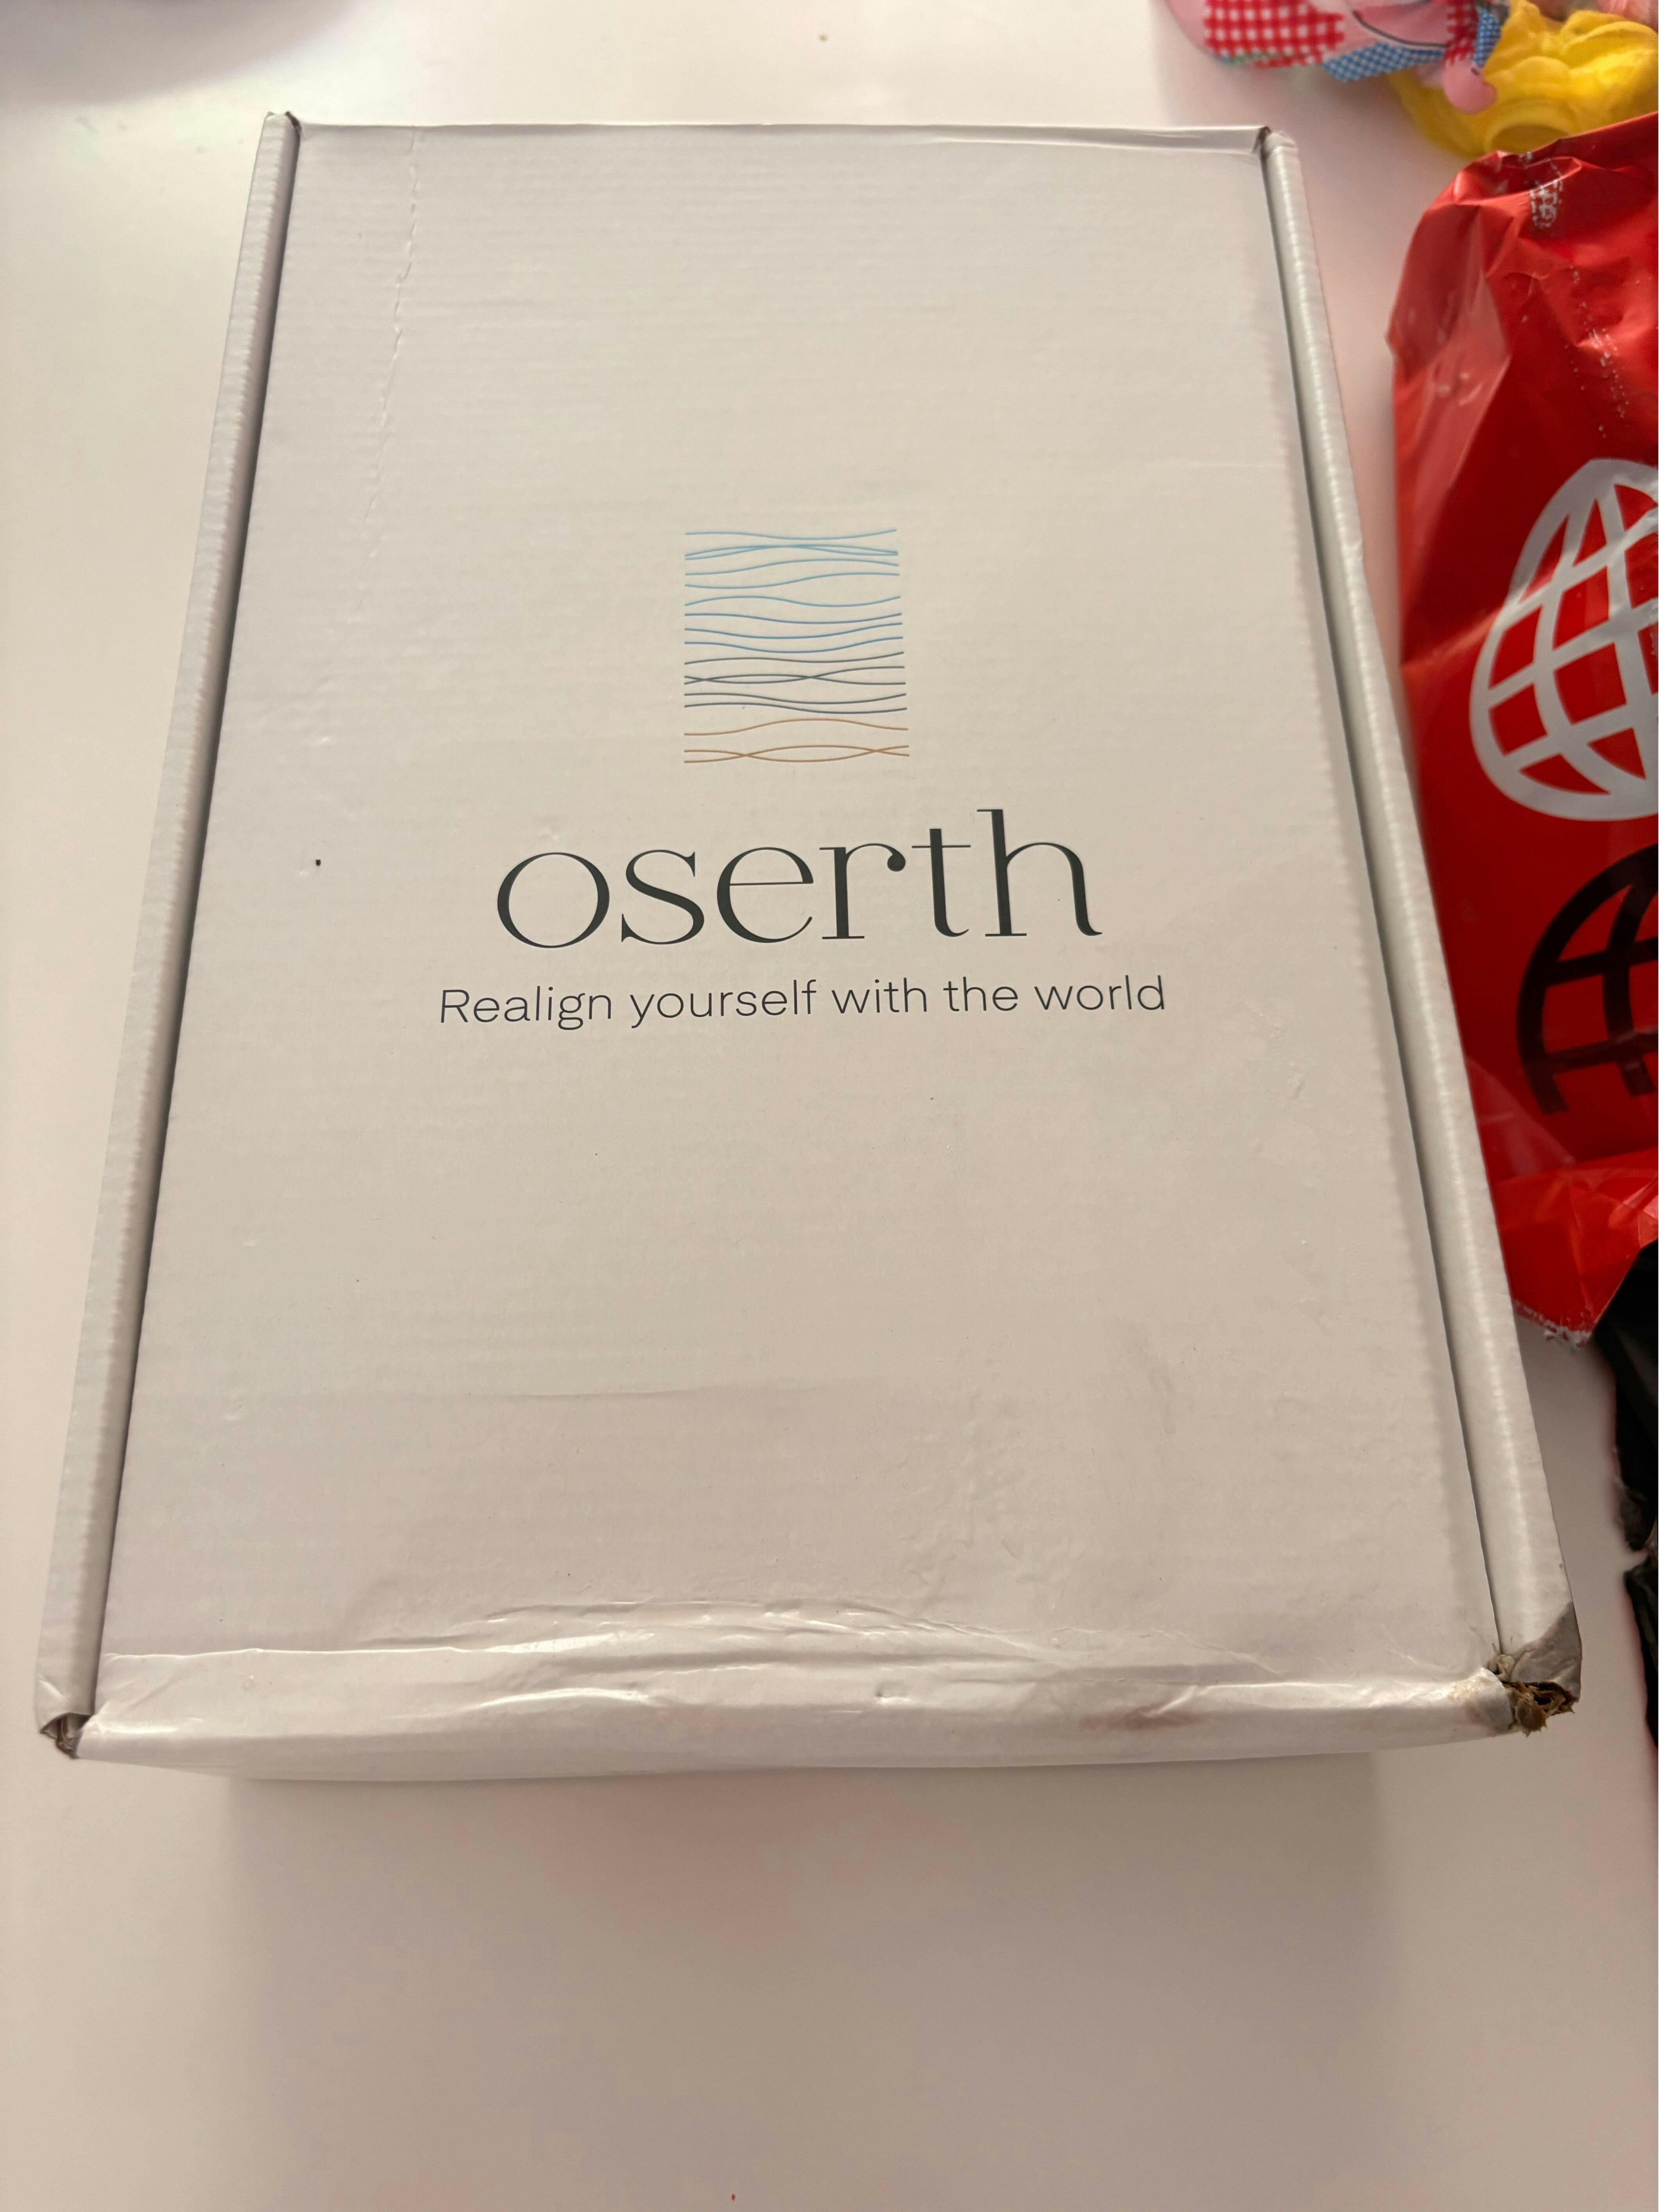 oserth
Realign yourself with the world